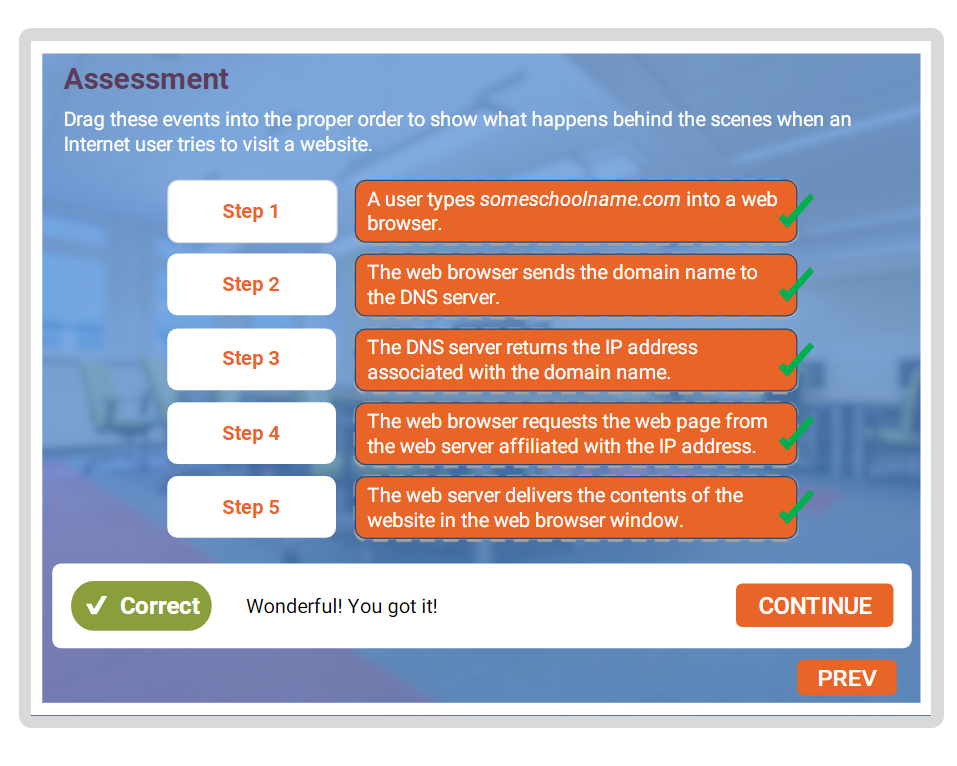 Assessment
Drag these events into the proper order to show what happens behind the scenes when an
Internet user tries to visit a website.
Step 1
A user types someschoolname.com into a web
browser.
Step 2
The web browser sends the domain name to
the DNS server.
Step 3
The DNS server returns the IP address
associated with the domain name.
Step 4
The web browser requests the web page from
the web server affiliated with the IP address.
Step 5
The web server delivers the contents of the
website in the web browser window.
Correct
Wonderful! You got it!
CONTINUE
PREV